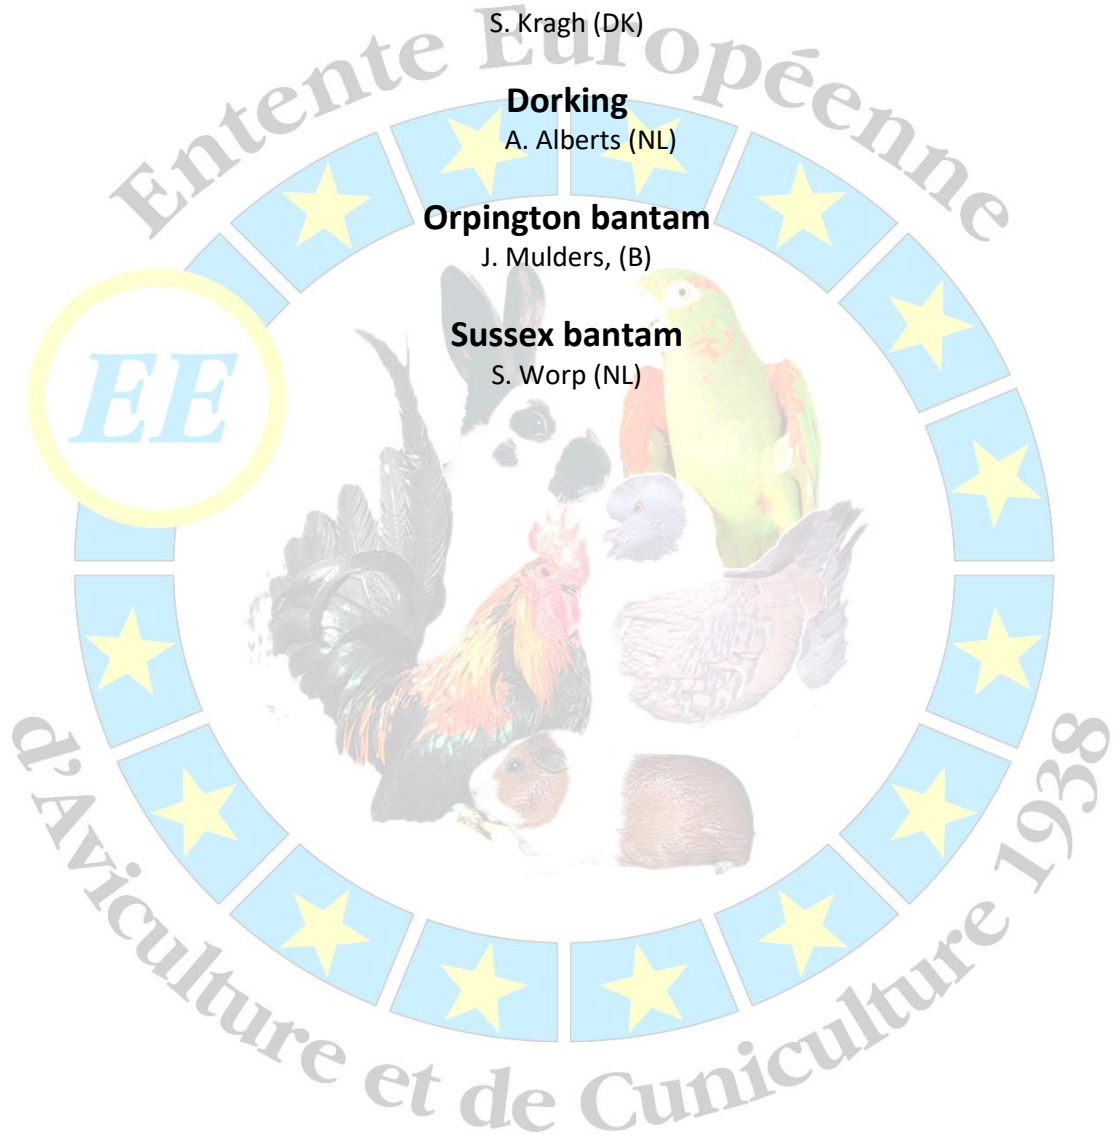 S. Kragh (DK)
Entente Européenne
Dorking
A. Alberts (NL)
Orpington bantam
J. Mulders, (B)
Sussex bantam
S. Worp (NL)
EE
d'Aviculture et de Cuniculture 1938